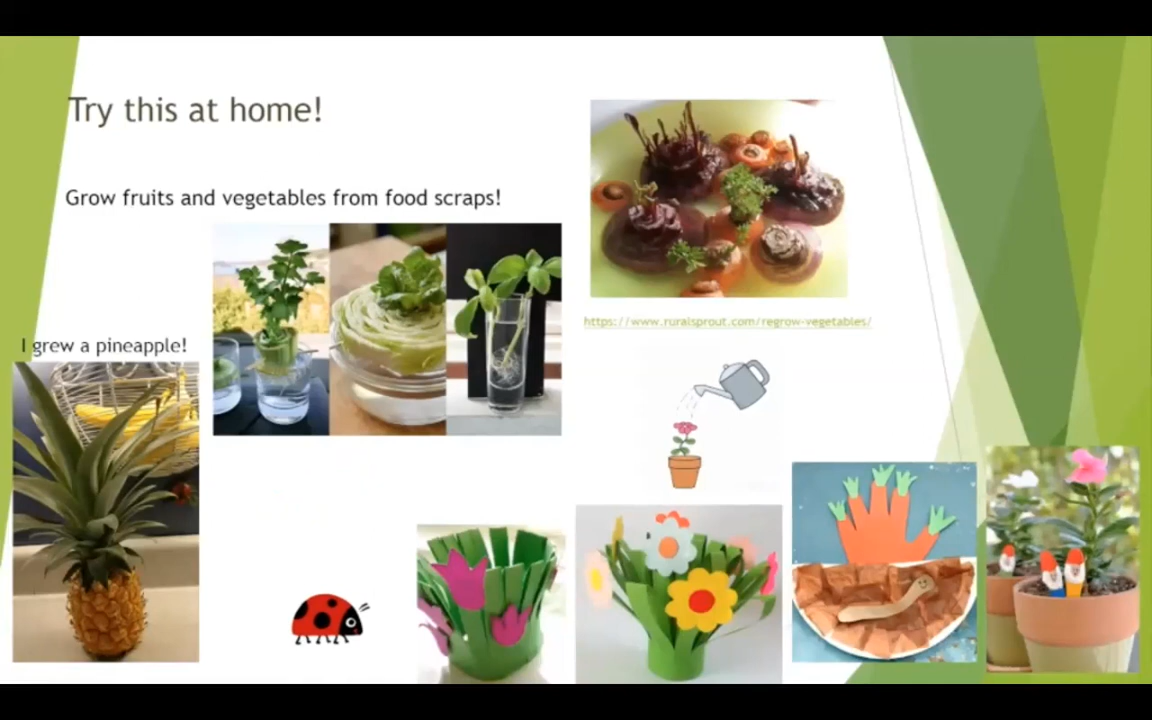 Try this at home!
Grow fruits and vegetables from food scraps!
https://www.ruralsprout.com/regrow-vegetables/
I grew a pineapple!